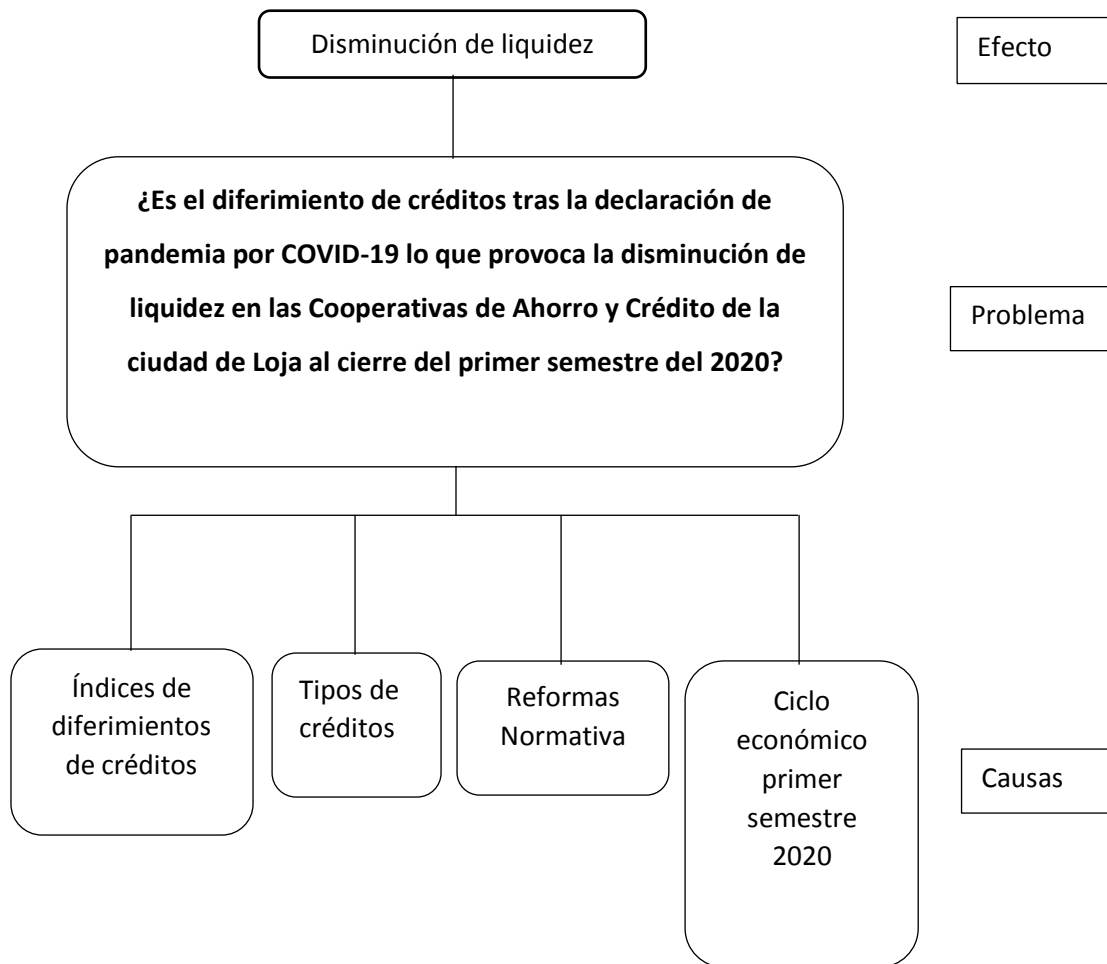 Disminución de liquidez
Efecto
¿Es el diferimiento de créditos tras la declaración de
pandemia por COVID-19 lo que provoca la disminución de
liquidez en las Cooperativas de Ahorro y Crédito de la
ciudad de Loja al cierre del primer semestre del 2020?
Problema
Índices de
diferimientos
de créditos
Tipos de
créditos
Reformas
Normativa
Ciclo
económico
primer
semestre
2020
Causas